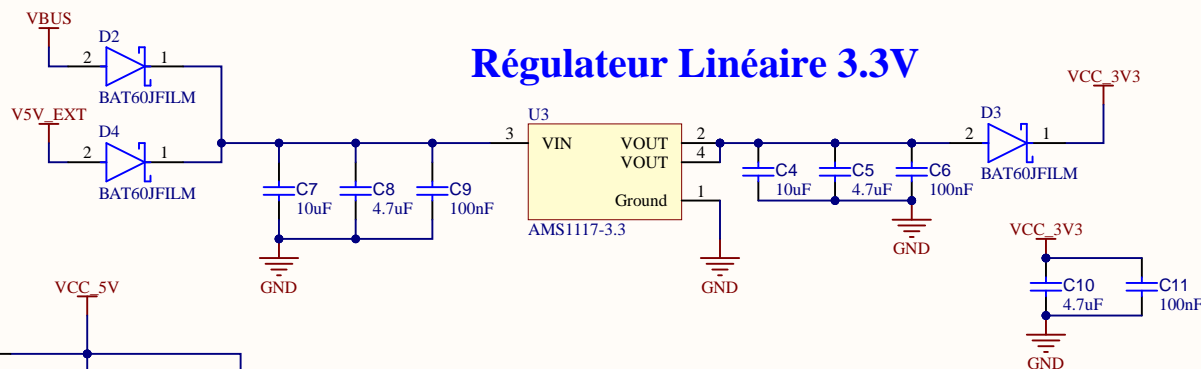 VBUS
D2
2
1
BAT60JFILM
V5V_EXT
D4
2
1
BAT60JFILM
Régulateur Linéaire 3.3V
C7
10uF
C8
4.7uF
C9
100nF
GND
U3
3
VIN
VOUT
2
VOUT
4
Ground
1
AMS1117-3.3
GND
C4
10uF
C5
4.7uF
C6
100nF
GND
D3
2
1
BAT60JFILM
VCC_3V3
VCC_3V3
C10
4.7uF
C11
100nF
GND
VCC_5V